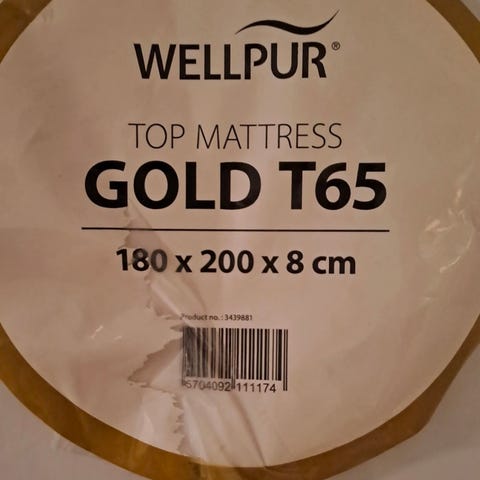 WELLPUR®
TOP MATTRESS
GOLD T65
180 x 200 x 8 cm
Product no.: 3439881
5704092 111174